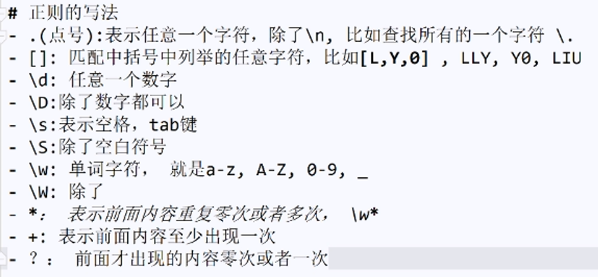 # 正则的写法
- .(点号):表示任意一个字符，除了\n, 比如查找所有的一个字符 \.
- []: 匹配中括号中列举的任意字符，比如[L,Y,0] , LLY, Y0, LIU
- \d: 任意一个数字
- \D:除了数字都可以
- \s:表示空格，tab键
- \S:除了空白符号
- \w: 单词字符， 就是a-z, A-Z, 0-9, _
- \W: 除了
- *： 表示前面内容重复零次或者多次， \w*
- +: 表示前面内容至少出现一次
- ？： 前面才出现的内容零次或者一次